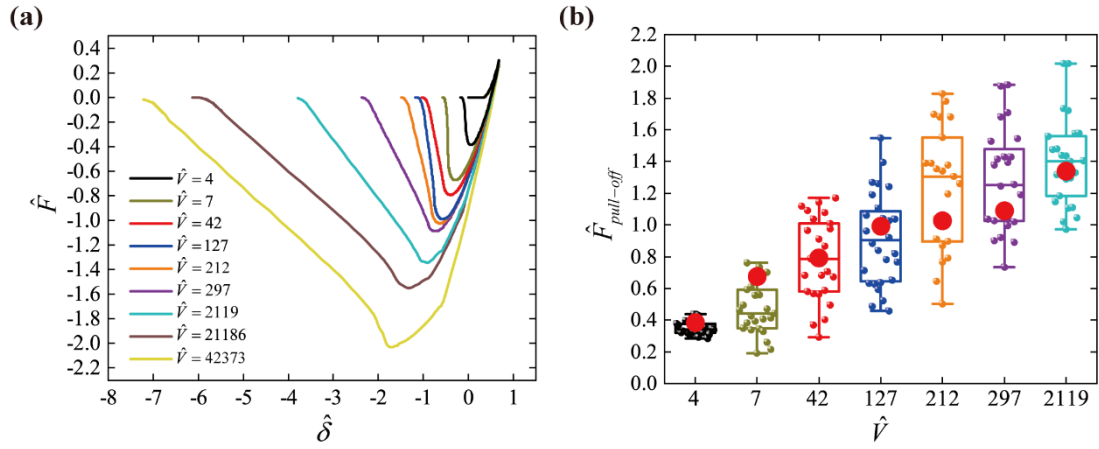 (a)
0.4
0.2
0.0
-0.2
-0.4
-0.6
-0.8
-1.0
-1.2
-1.4
-1.6
-1.8
-2.0
-2.2
F̂
V̂ = 4
V̂ = 7
V̂ = 42
V̂ = 127
V̂ = 212
V̂ = 297
V̂ = 2119
V̂ = 21186
V̂ = 42373
-8 -7 -6 -5 -4 -3 -2 -1 0 1
δ̂
(b)
2.2
2.0
1.8
1.6
1.4
1.2
1.0
0.8
0.6
0.4
0.2
0.0
F̂pull-off
4 7 42 127 212 297 2119
V̂